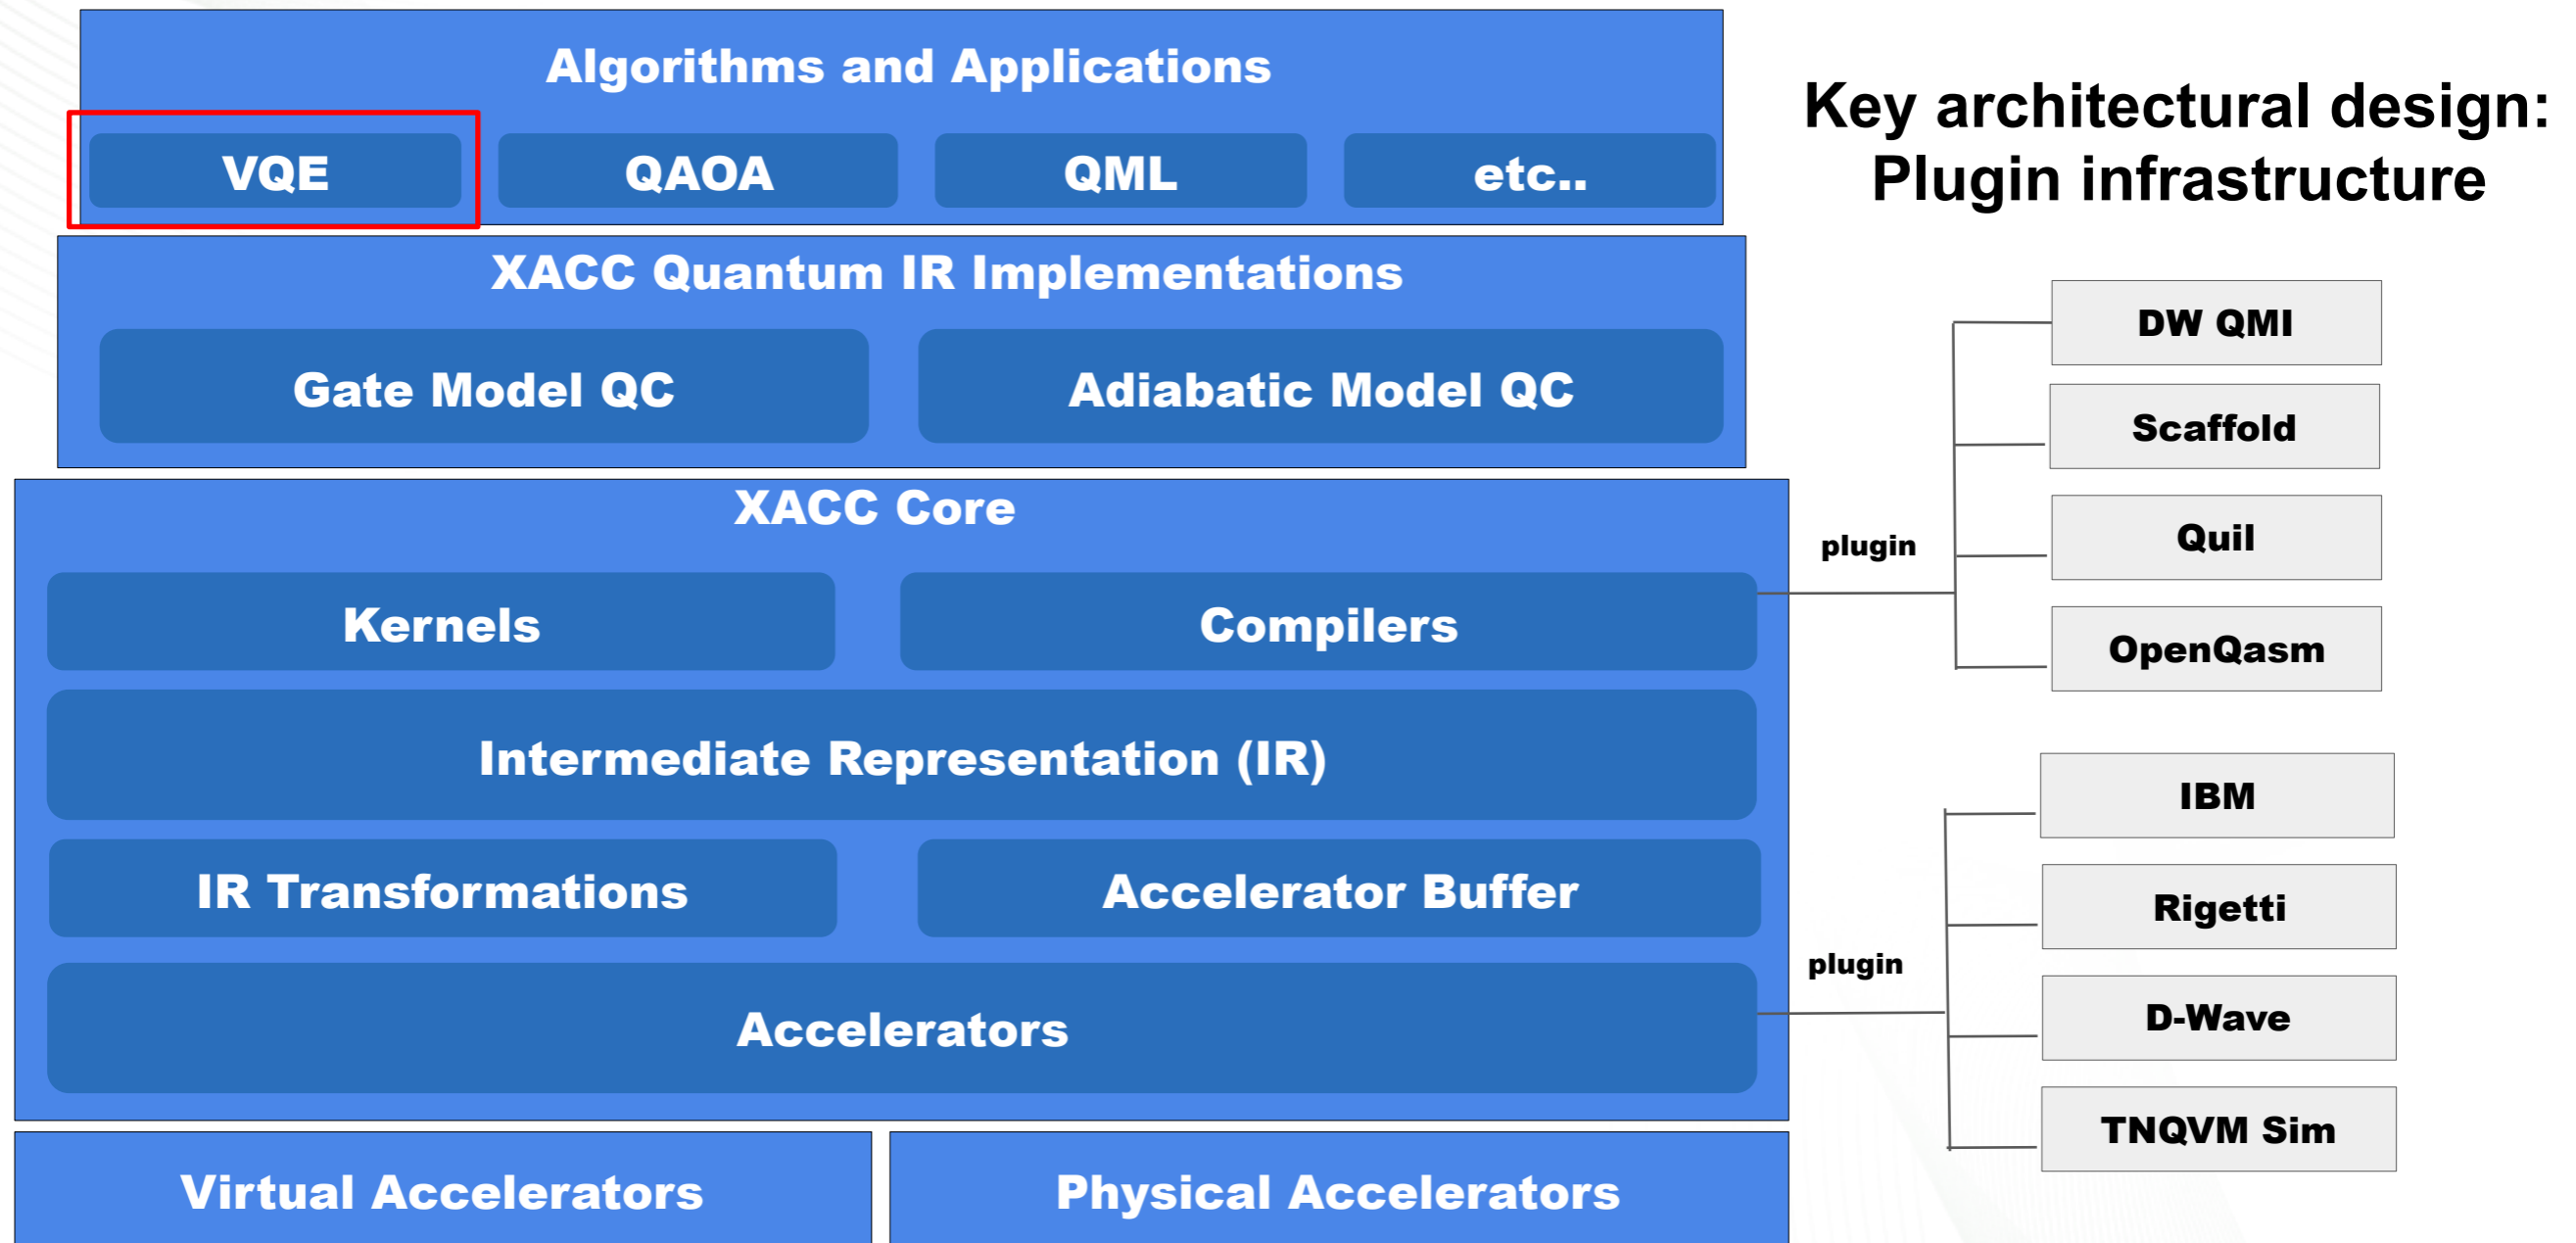 Algorithms and Applications
VQE
QAOA
QML
etc..
XACC Quantum IR Implementations
Gate Model QC
Adiabatic Model QC
XACC Core
Kernels
Compilers
Intermediate Representation (IR)
IR Transformations
Accelerator Buffer
Accelerators
Virtual Accelerators
Physical Accelerators
Key architectural design:
Plugin infrastructure
plugin
DW QMI
Scaffold
Quil
OpenQasm
plugin
IBM
Rigetti
D-Wave
TNQVM Sim